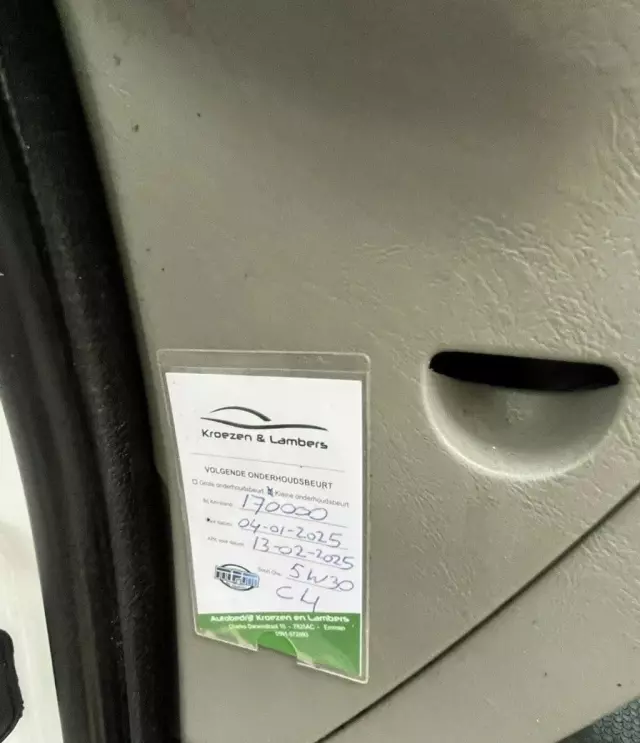 Kroezen & Lambers
VOLGENDE ONDERHOUDSBEURT
Grote onderhoudsbeurt Kleine onderhoudsbeurt
170000
04-01-2025
13-02-2025
5W30
C4
Autobedrijf Kroezen en Lambers
Emmen